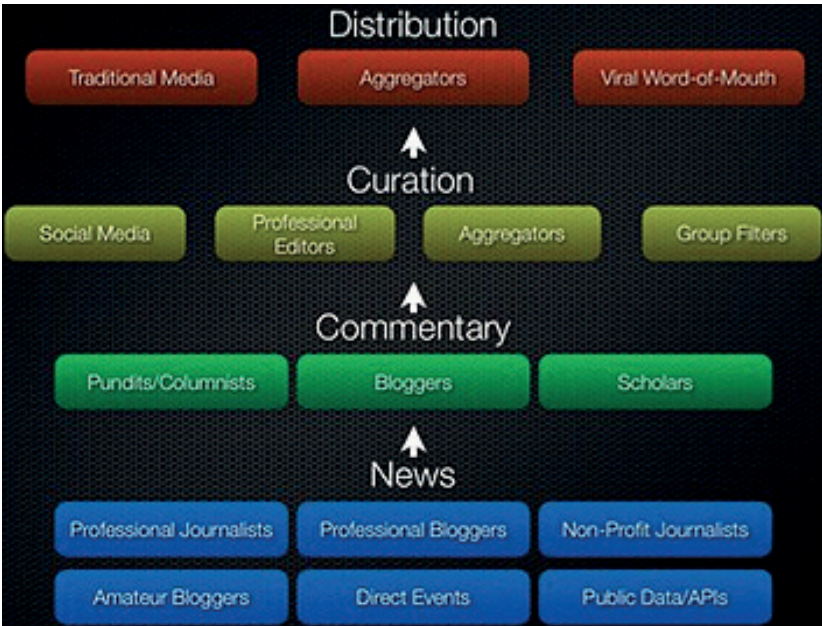 Distribution
Traditional Media
Aggregators
Viral Word-of-Mouth
Curation
Social Media
Professional
Editors
Aggregators
Group Filters
Commentary
Pundits/Columnists
Bloggers
Scholars
News
Professional Journalists
Professional Bloggers
Non-Profit Journalists
Amateur Bloggers
Direct Events
Public Data/APIs